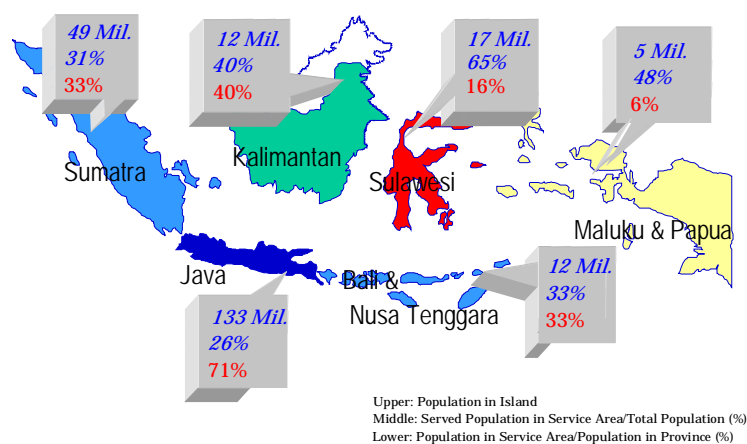 49 Mil.
31%
33%
Sumatra
12 Mil.
40%
40%
Kalimantan
17 Mil.
65%
16%
Sulawesi
5 Mil.
48%
6%
Maluku & Papua
Java
133 Mil.
26%
71%
Bali &
Nusa Tenggara
12 Mil.
33%
33%
Upper: Population in Island
Middle: Served Population in Service Area/Total Population (%)
Lower: Population in Service Area/Population in Province (%)